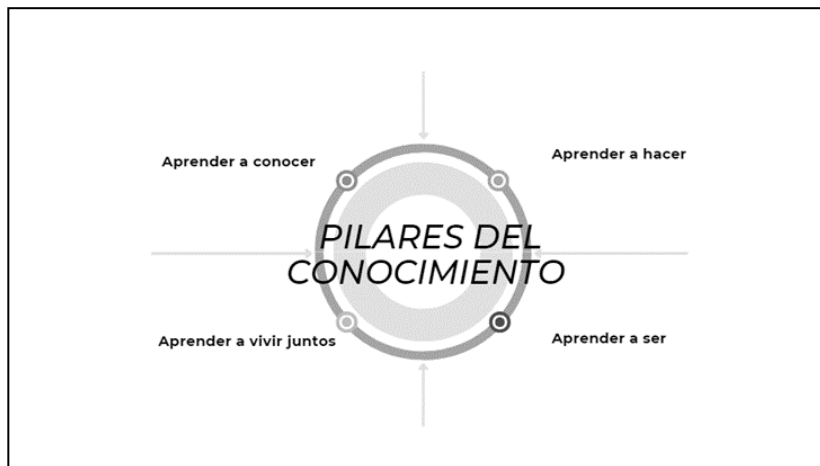 Aprender a conocer
Aprender a hacer
PILARES DEL
CONOCIMIENTO
Aprender a vivir juntos
Aprender a ser